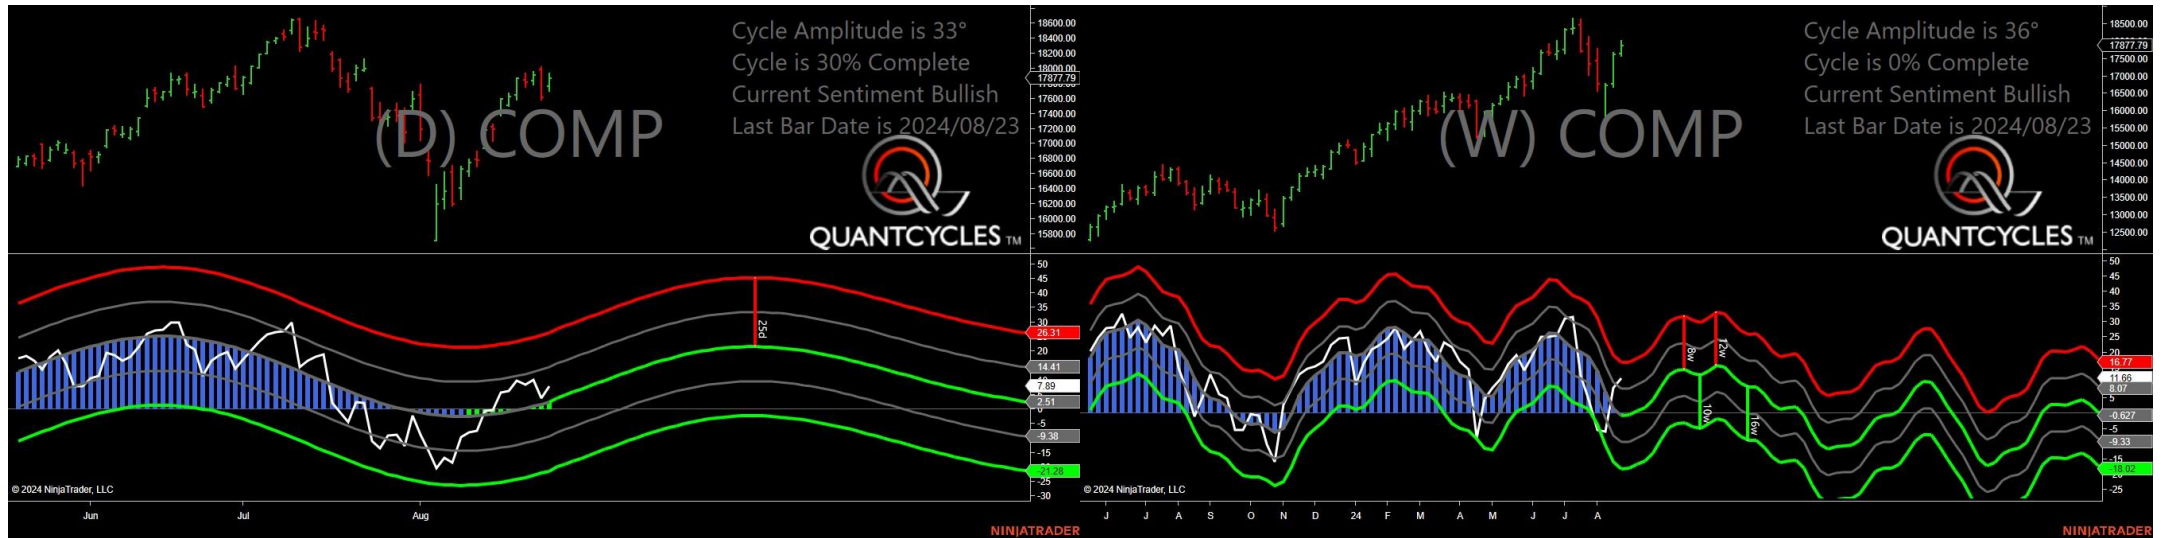 Cycle Amplitude is 33°
Cycle is 30% Complete
Current Sentiment Bullish
Last Bar Date is 2024/08/23
(D) COMP
QUANTCYCLES TM
18600.00
18400.00
18200.00
17877.79
17600.00
17400.00
17200.00
17000.00
16800.00
16600.00
16400.00
16200.00
16000.00
15800.00
50
45
40
35
30
26.31
20
14.41
7.89
2.51
-5
-9.38
-15
-21.28
-25
-30
25d
© 2024 NinjaTrader, LLC
Jun
Jul
Aug
NINJATRADER
Cycle Amplitude is 36°
Cycle is 0% Complete
Current Sentiment Bullish
Last Bar Date is 2024/08/23
(W) COMP
QUANTCYCLES TM
18500.00
17877.79
17500.00
17000.00
16500.00
16000.00
15500.00
15000.00
14500.00
14000.00
13500.00
13000.00
12500.00
50
45
40
35
30
25
20
16.77
11.66
8.07
5
-0.627
-5
-9.33
-15
-18.02
-25
8w
12w
10w
16w
© 2024 NinjaTrader, LLC
J J A S O N D 24 F M A M J J A
NINJATRADER